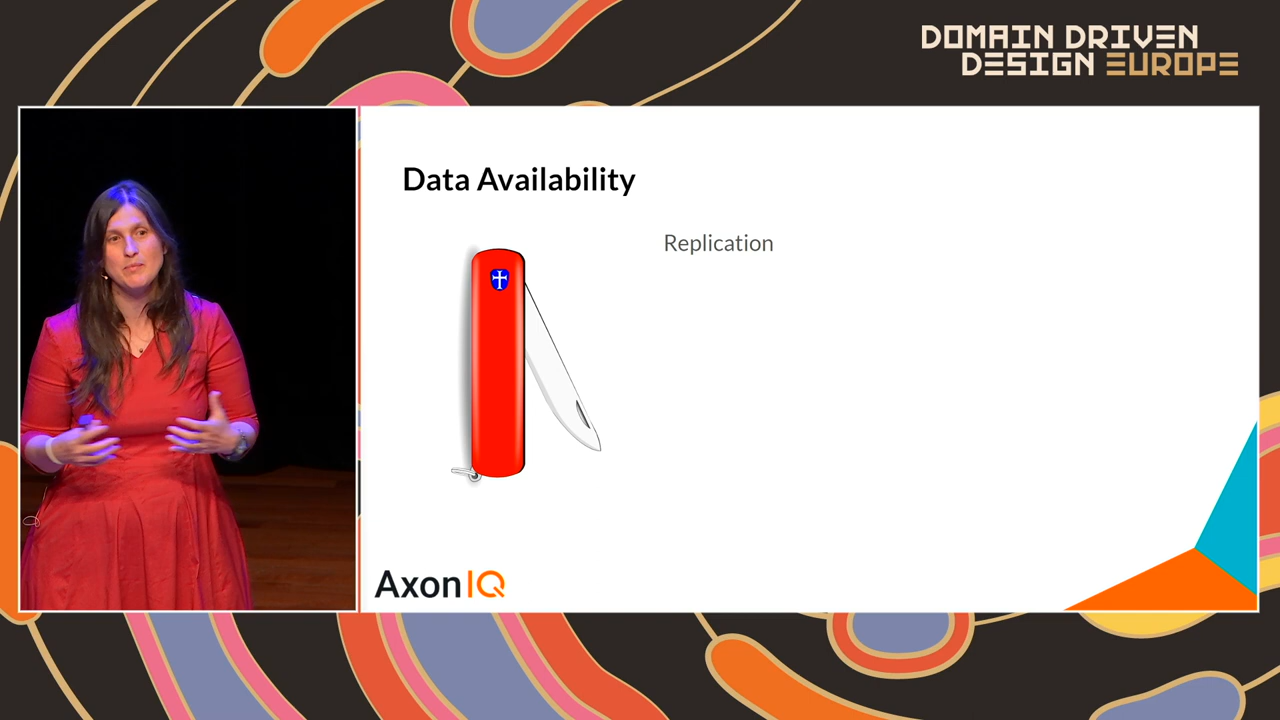 DOMAIN DRIVEN
DESIGN EUROPE
Data Availability
Replication
AxonIQ